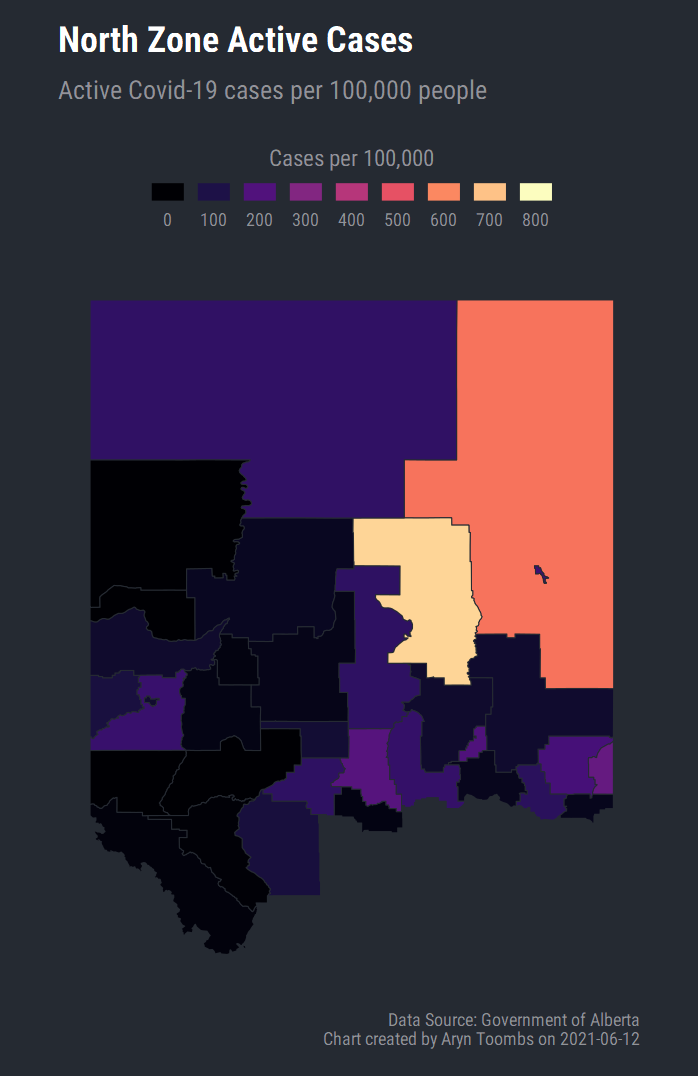 North Zone Active Cases
Active Covid-19 cases per 100,000 people
Cases per 100,000
0 100 200 300 400 500 600 700 800
Data Source: Government of Alberta
Chart created by Aryn Toombs on 2021-06-12